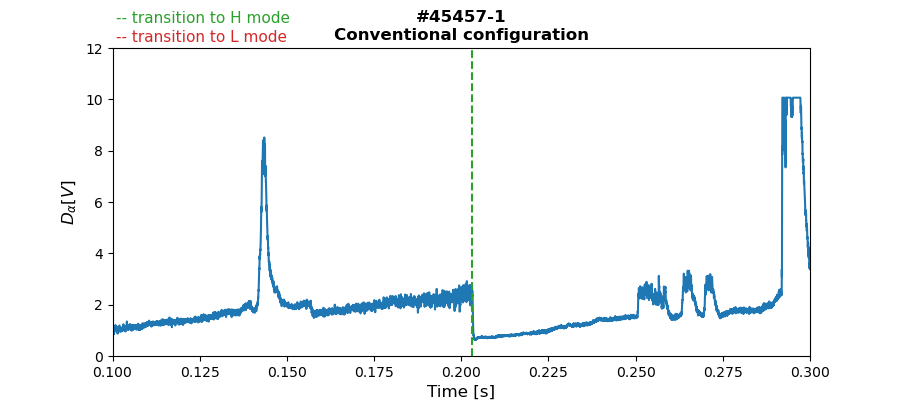 -- transition to H mode
-- transition to L mode
#45457-1
Conventional configuration
12
10
8
6
4
2
0
Dα[V]
0.100 0.125 0.150 0.175 0.200 0.225 0.250 0.275 0.300
Time [s]